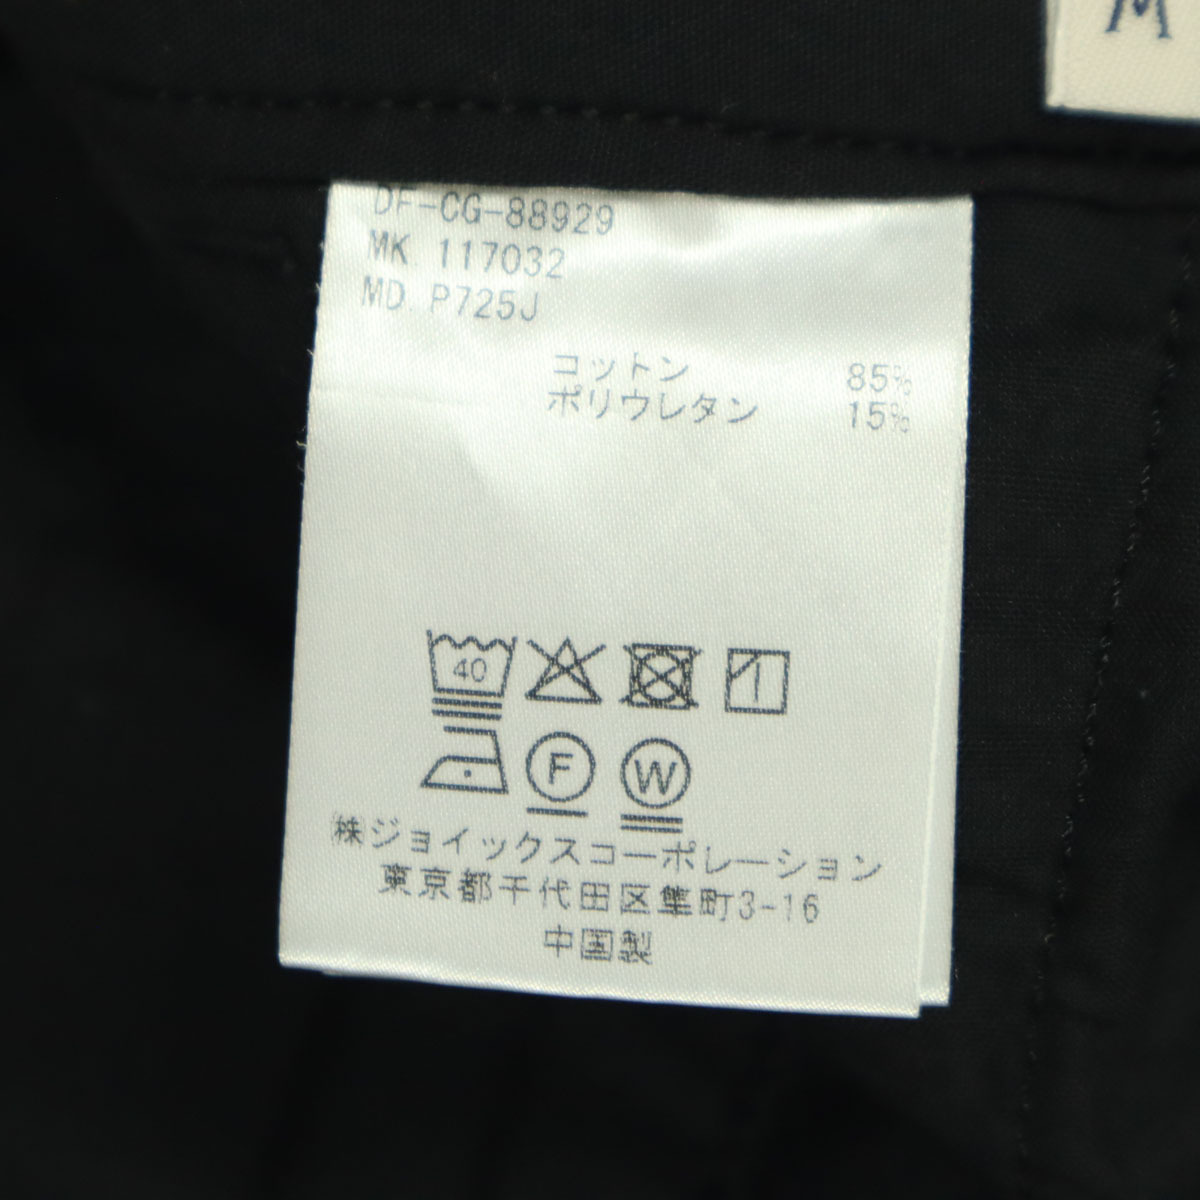 M
DF-CG-88929
MK. 117032
MD. P725J
コットン 85%
ポリウレタン 15%
40
F W
㈱ジョイックスコーポレーション
東京都千代田区隼町3-16
中国製